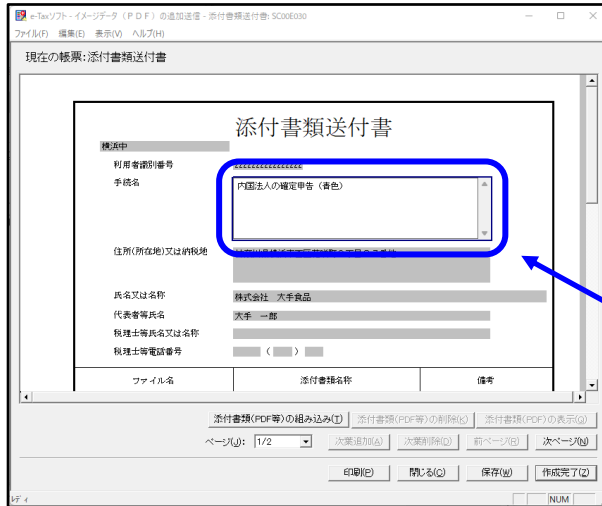 e-Taxソフト - イメージデータ（ＰＤＦ）の追加送信 - 添付書類送付書: SC00E030
ファイル(F) 編集(E) 表示(V) ヘルプ(H)
現在の帳票:添付書類送付書
添付書類送付書
横浜中
利用者識別番号
手続名
内国法人の確定申告（青色）
住所(所在地)又は納税地
氏名又は名称
株式会社 大手食品
代表者等氏名
大手 一郎
税理士等氏名又は名称
税理士等電話番号
( )
ファイル名 添付書類名称 備考
添付書類(PDF等)の組み込み(T) 添付書類(PDF等)の削除(K) 添付書類(PDF)の表示(Q)
ページ(J): 1/2 次葉追加(A) 次葉削除(D) 前ページ(R) 次ページ(N)
印刷(P) 閉じる(C) 保存(W) 作成完了(Z)
レディ NUM